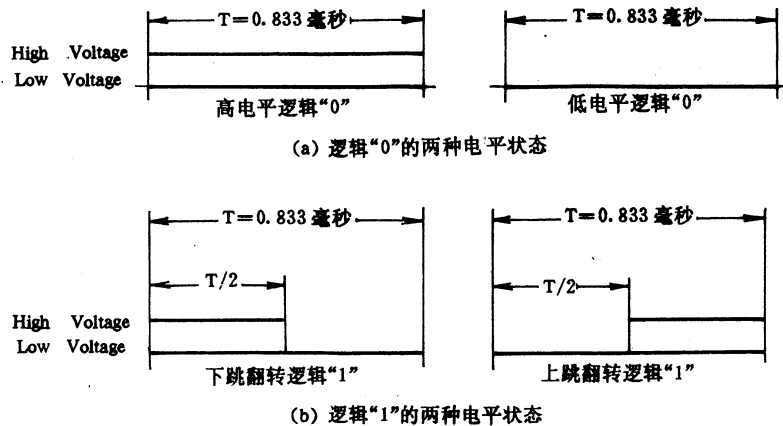 T=0.833 毫秒 T=0.833 毫秒
High Voltage
Low Voltage
高电平逻辑“0” 低电平逻辑“0”
(a) 逻辑“0”的两种电平状态
T=0.833 毫秒 T=0.833 毫秒
T/2 T/2
High Voltage
Low Voltage
下跳翻转逻辑“1” 上跳翻转逻辑“1”
(b) 逻辑“1”的两种电平状态